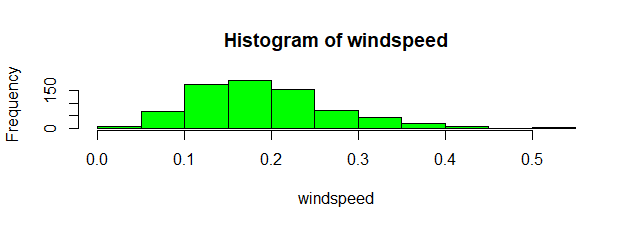 Histogram of windspeed
Frequency
0 150
0.0 0.1 0.2 0.3 0.4 0.5
windspeed